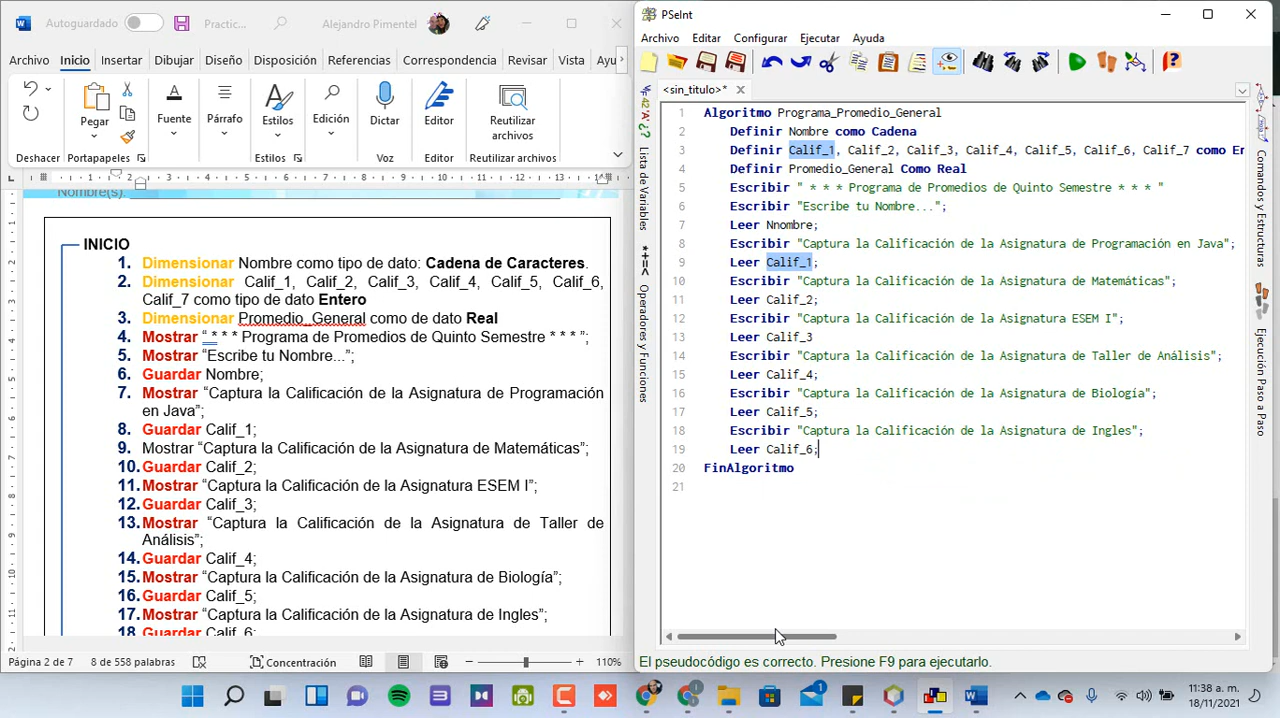 Autoguardado Practic... Alejandro Pimentel
Archivo Inicio Insertar Dibujar Diseño Disposición Referencias Correspondencia Revisar Vista Ayu
Pegar Fuente Párrafo Estilos Edición Dictar Editor Reutilizar archivos
Deshacer Portapapeles Estilos Voz Editor Reutilizar archivos
Nombre(s):
INICIO
1. Dimensionar Nombre como tipo de dato: Cadena de Caracteres.
2. Dimensionar Calif_1, Calif_2, Calif_3, Calif_4, Calif_5, Calif_6,
Calif_7 como tipo de dato Entero
3. Dimensionar Promedio_General como de dato Real
4. Mostrar “ * * * Programa de Promedios de Quinto Semestre * * * ”;
5. Mostrar “Escribe tu Nombre...”;
6. Guardar Nombre;
7. Mostrar “Captura la Calificación de la Asignatura de Programación
en Java”;
8. Guardar Calif_1;
9. Mostrar “Captura la Calificación de la Asignatura de Matemáticas”;
10. Guardar Calif_2;
11. Mostrar “Captura la Calificación de la Asignatura ESEM I”;
12. Guardar Calif_3;
13. Mostrar “Captura la Calificación de la Asignatura de Taller de
Análisis”;
14. Guardar Calif_4;
15. Mostrar “Captura la Calificación de la Asignatura de Biología”;
16. Guardar Calif_5;
17. Mostrar “Captura la Calificación de la Asignatura de Ingles”;
18. Guardar Calif_6;
Página 2 de 7 8 de 558 palabras Concentración 110%
PSeInt
Archivo Editar Configurar Ejecutar Ayuda
<sin_titulo>*
1 Algoritmo Programa_Promedio_General
2 Definir Nombre como Cadena
3 Definir Calif_1, Calif_2, Calif_3, Calif_4, Calif_5, Calif_6, Calif_7 como En
4 Definir Promedio_General Como Real
5 Escribir " * * * Programa de Promedios de Quinto Semestre * * * "
6 Escribir "Escribe tu Nombre...";
7 Leer Nnombre;
8 Escribir "Captura la Calificación de la Asignatura de Programación en Java";
9 Leer Calif_1;
10 Escribir "Captura la Calificación de la Asignatura de Matemáticas";
11 Leer Calif_2;
12 Escribir "Captura la Calificación de la Asignatura ESEM I";
13 Leer Calif_3
14 Escribir "Captura la Calificación de la Asignatura de Taller de Análisis";
15 Leer Calif_4;
16 Escribir "Captura la Calificación de la Asignatura de Biología";
17 Leer Calif_5;
18 Escribir "Captura la Calificación de la Asignatura de Ingles";
19 Leer Calif_6;
20 FinAlgoritmo
21
Lista de Variables
Operadores y Funciones
Comandos y Estructuras
Ejecución Paso a Paso
El pseudocódigo es correcto. Presione F9 para ejecutarlo.
11:38 a. m.
18/11/2021